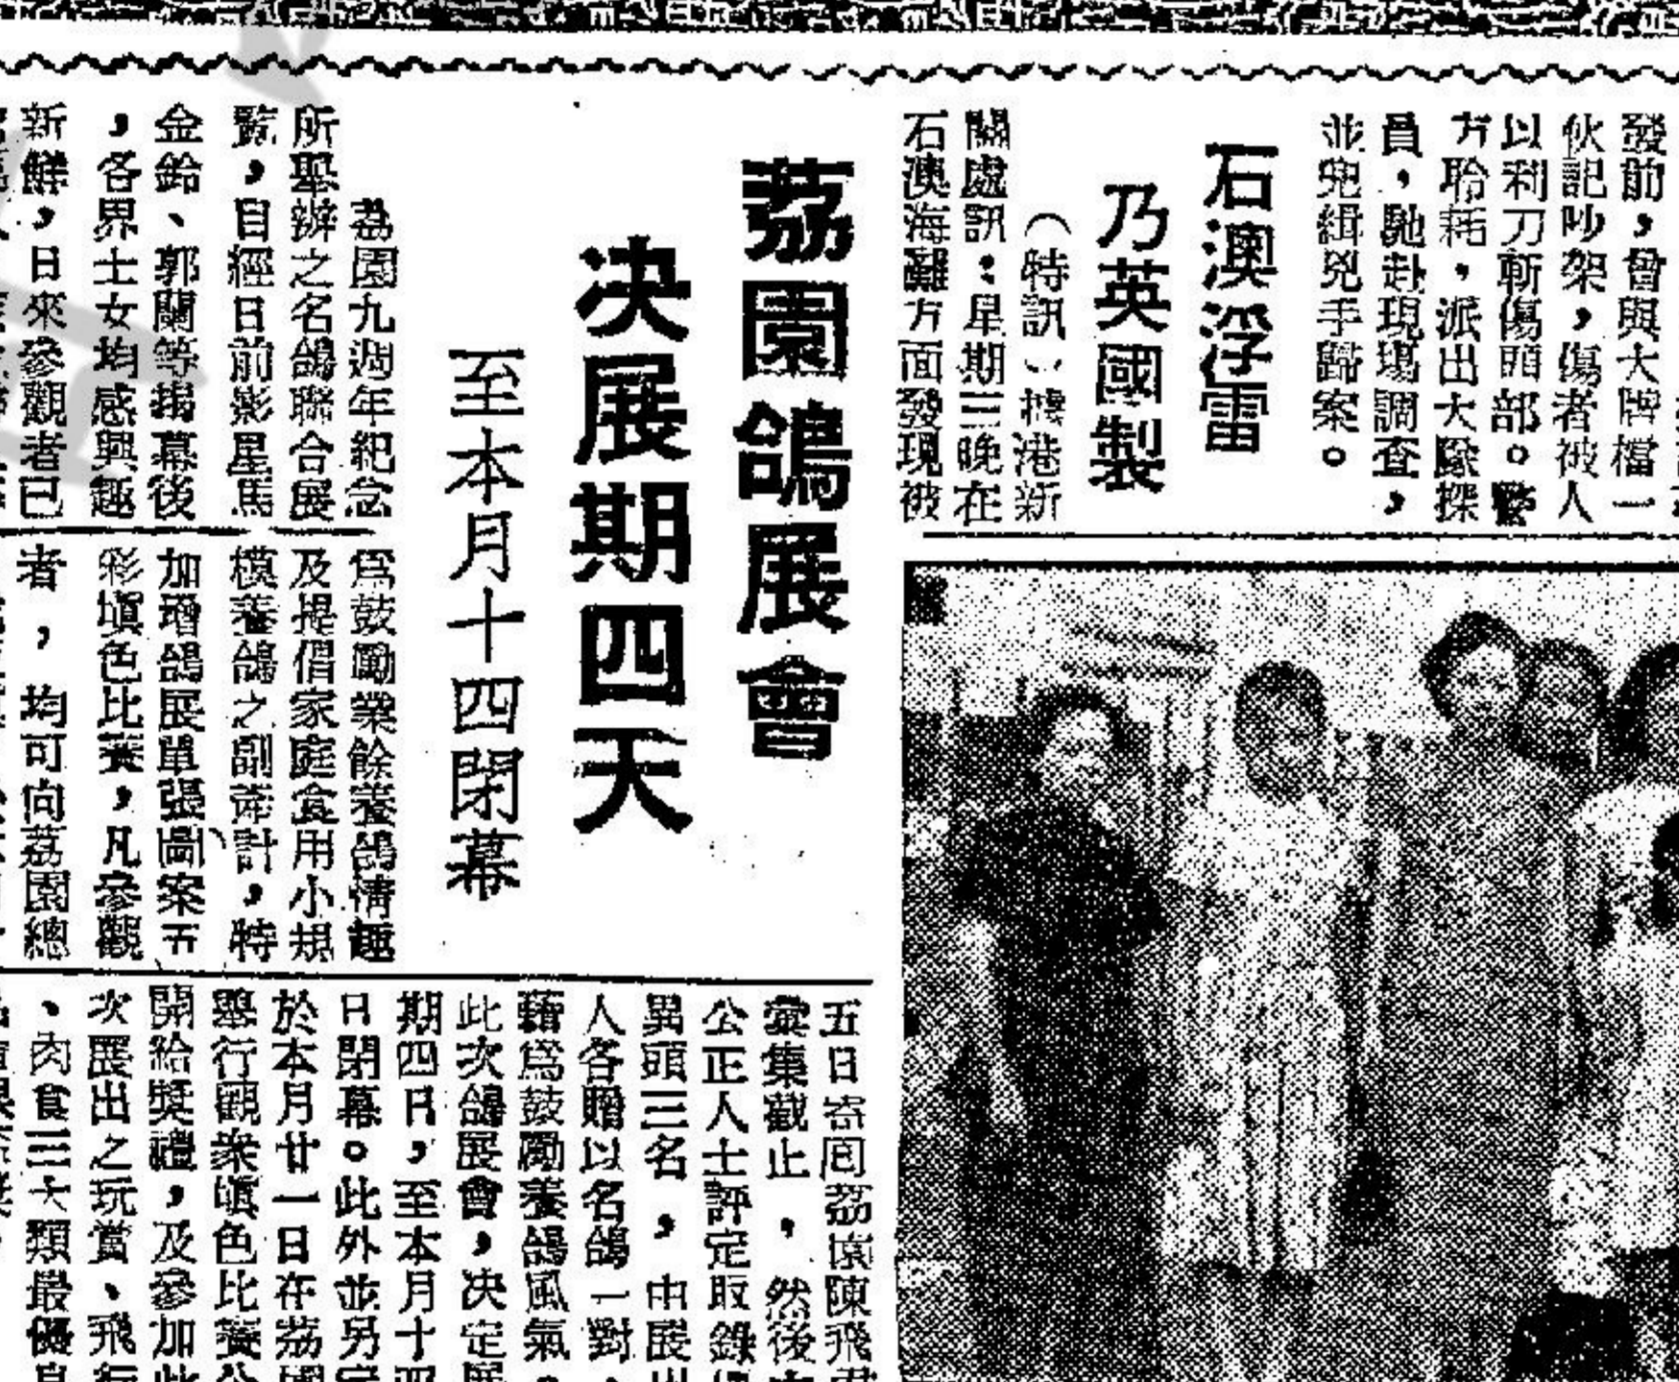 發前，曾與大牌檔一
伙記吵架，傷者被人
以利刀斬傷頭部。警
方聆耗，派出大隊探
員，馳赴現塲調查，
並兜緝兇手歸案。
石澳浮雷
乃英國製
（特訊）據港新
關處訊：星期三晚在
石澳海離方面發現被
荔園鴿展會
决展期四天
至本月十四閉幕
荔園九週年紀念
所舉辦之名鴿聯合展
覽，自經日前影星馬
金鈴、郭蘭等揭幕後
，各界士女均感興趣
新鮮，日來參觀者已
爲鼓勵業餘養鴿情趣
及提倡家庭食用小規
模養鴿之副業計，特
加增鴿展單張圖案五
彩塡色比賽，凡參觀
者，均可向荔園總
五日寄囘荔園陳飛君
彙集截止，然後
公正人士評定取錄
異頭三名，由展出
人各贈以名鴿一對，
藉爲鼓勵養鴿風氣。
此次鴿展會，决定展
期四日，至本月十四
日閉幕。此外並另定
於本月廿一日在荔園
舉行觀衆塡色比賽公
開給獎禮，及參加此
次展出之玩賞、飛行
、肉食三大類最優良